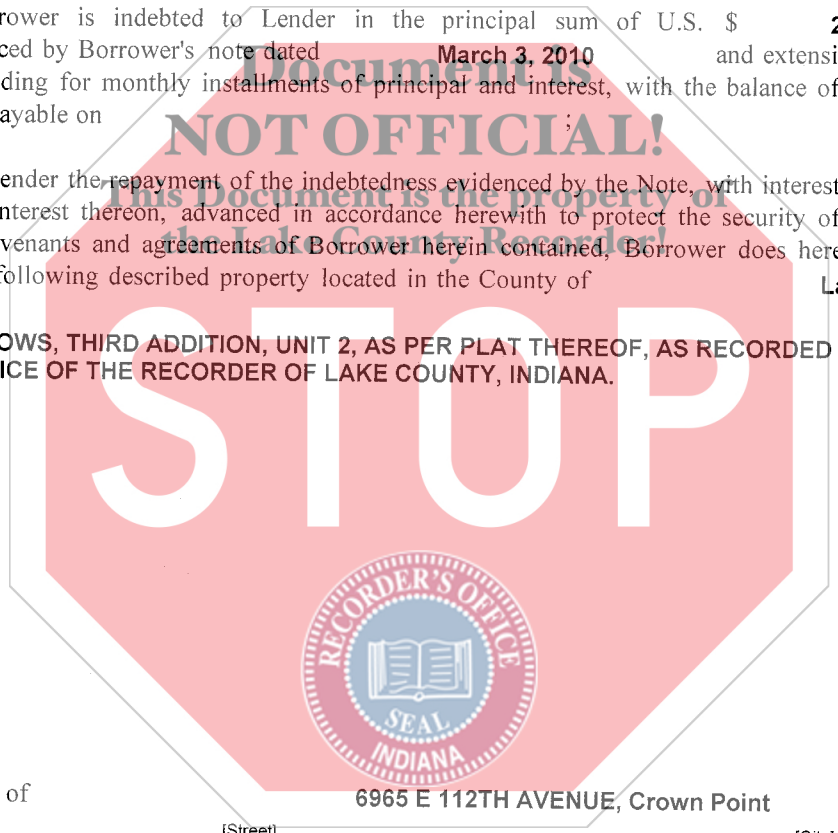 rower is indebted to Lender in the principal sum of U.S. $ 2
ced by Borrower's note dated March 3, 2010 and extensi
Document is
ding for monthly installments of principal and interest, with the balance of
ayable on ;
NOT OFFICIAL!
ender the repayment of the indebtedness evidenced by the Note, with interest
This Document is the property of
nterest thereon, advanced in accordance herewith to protect the security of
venants and agreements of Borrower herein contained, Borrower does here
the Lake County Recorder!
following described property located in the County of La
OWS, THIRD ADDITION, UNIT 2, AS PER PLAT THEREOF, AS RECORDED
ICE OF THE RECORDER OF LAKE COUNTY, INDIANA.
STOP
RECORDER'S OFFICE
SEAL
INDIANA
of 6965 E 112TH AVENUE, Crown Point
[Street]